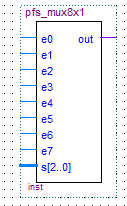 pfs_mux8x1
e0 out
e1
e2
e3
e4
e5
e6
e7
s[2..0]
inst